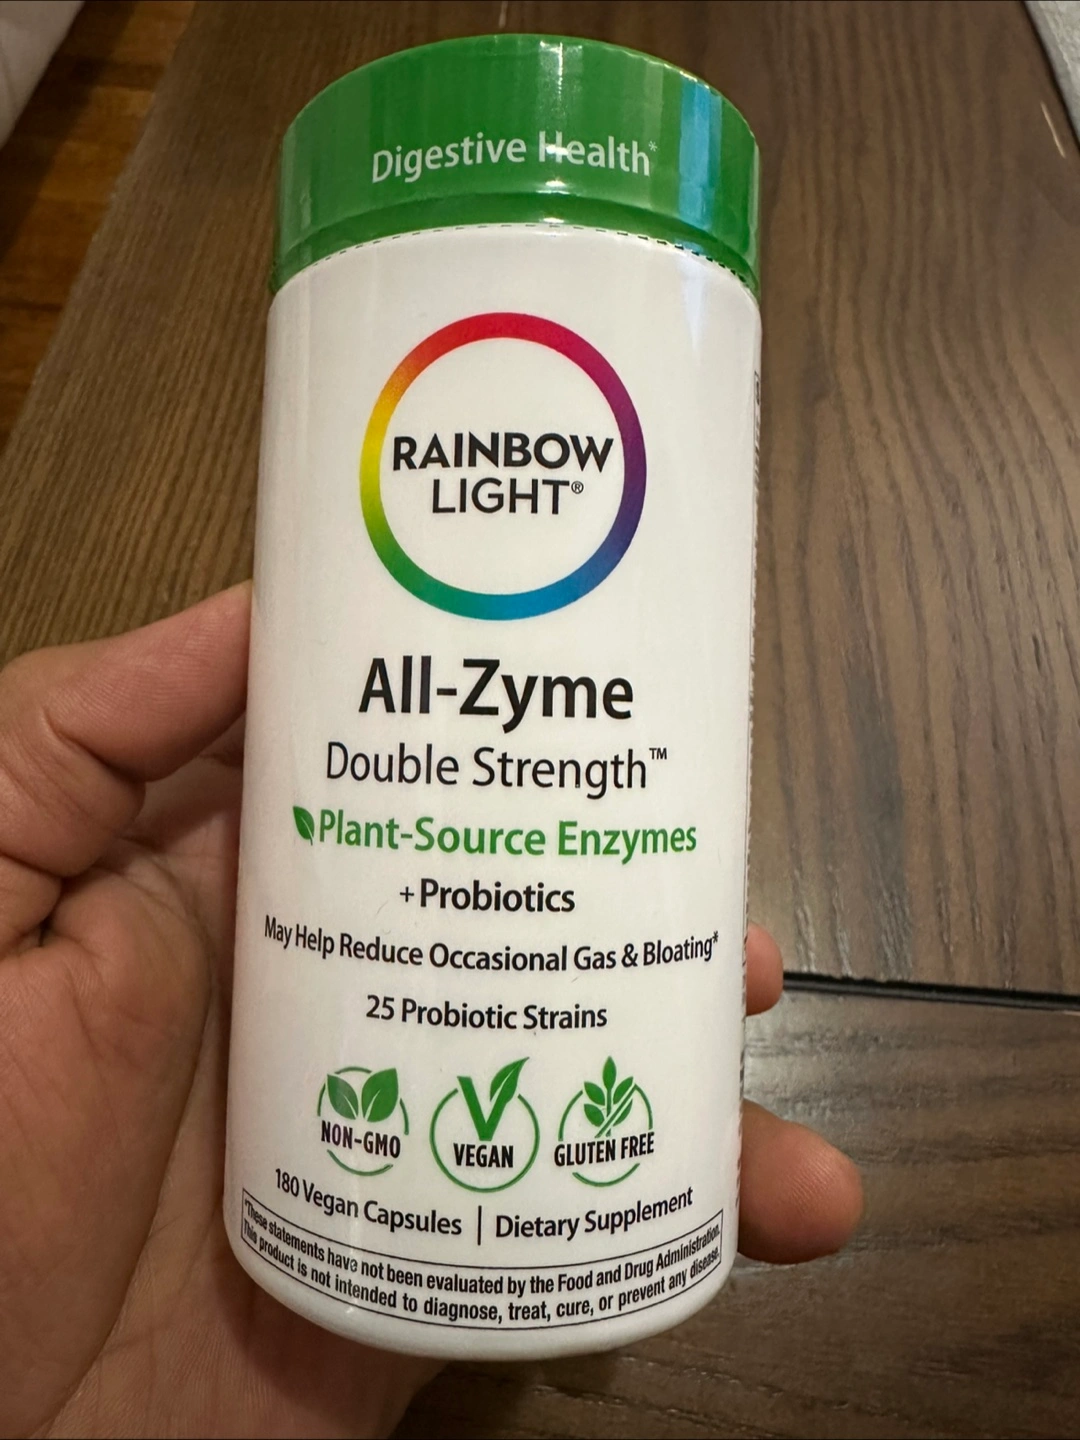 Digestive Health*
RAINBOW
LIGHT®
All-Zyme
Double Strength™
Plant-Source Enzymes
+Probiotics
May Help Reduce Occasional Gas & Bloating*
25 Probiotic Strains
NON-GMO
VEGAN
GLUTEN FREE
180 Vegan Capsules | Dietary Supplement
*These statements have not been evaluated by the Food and Drug Administration.
This product is not intended to diagnose, treat, cure, or prevent any disease.